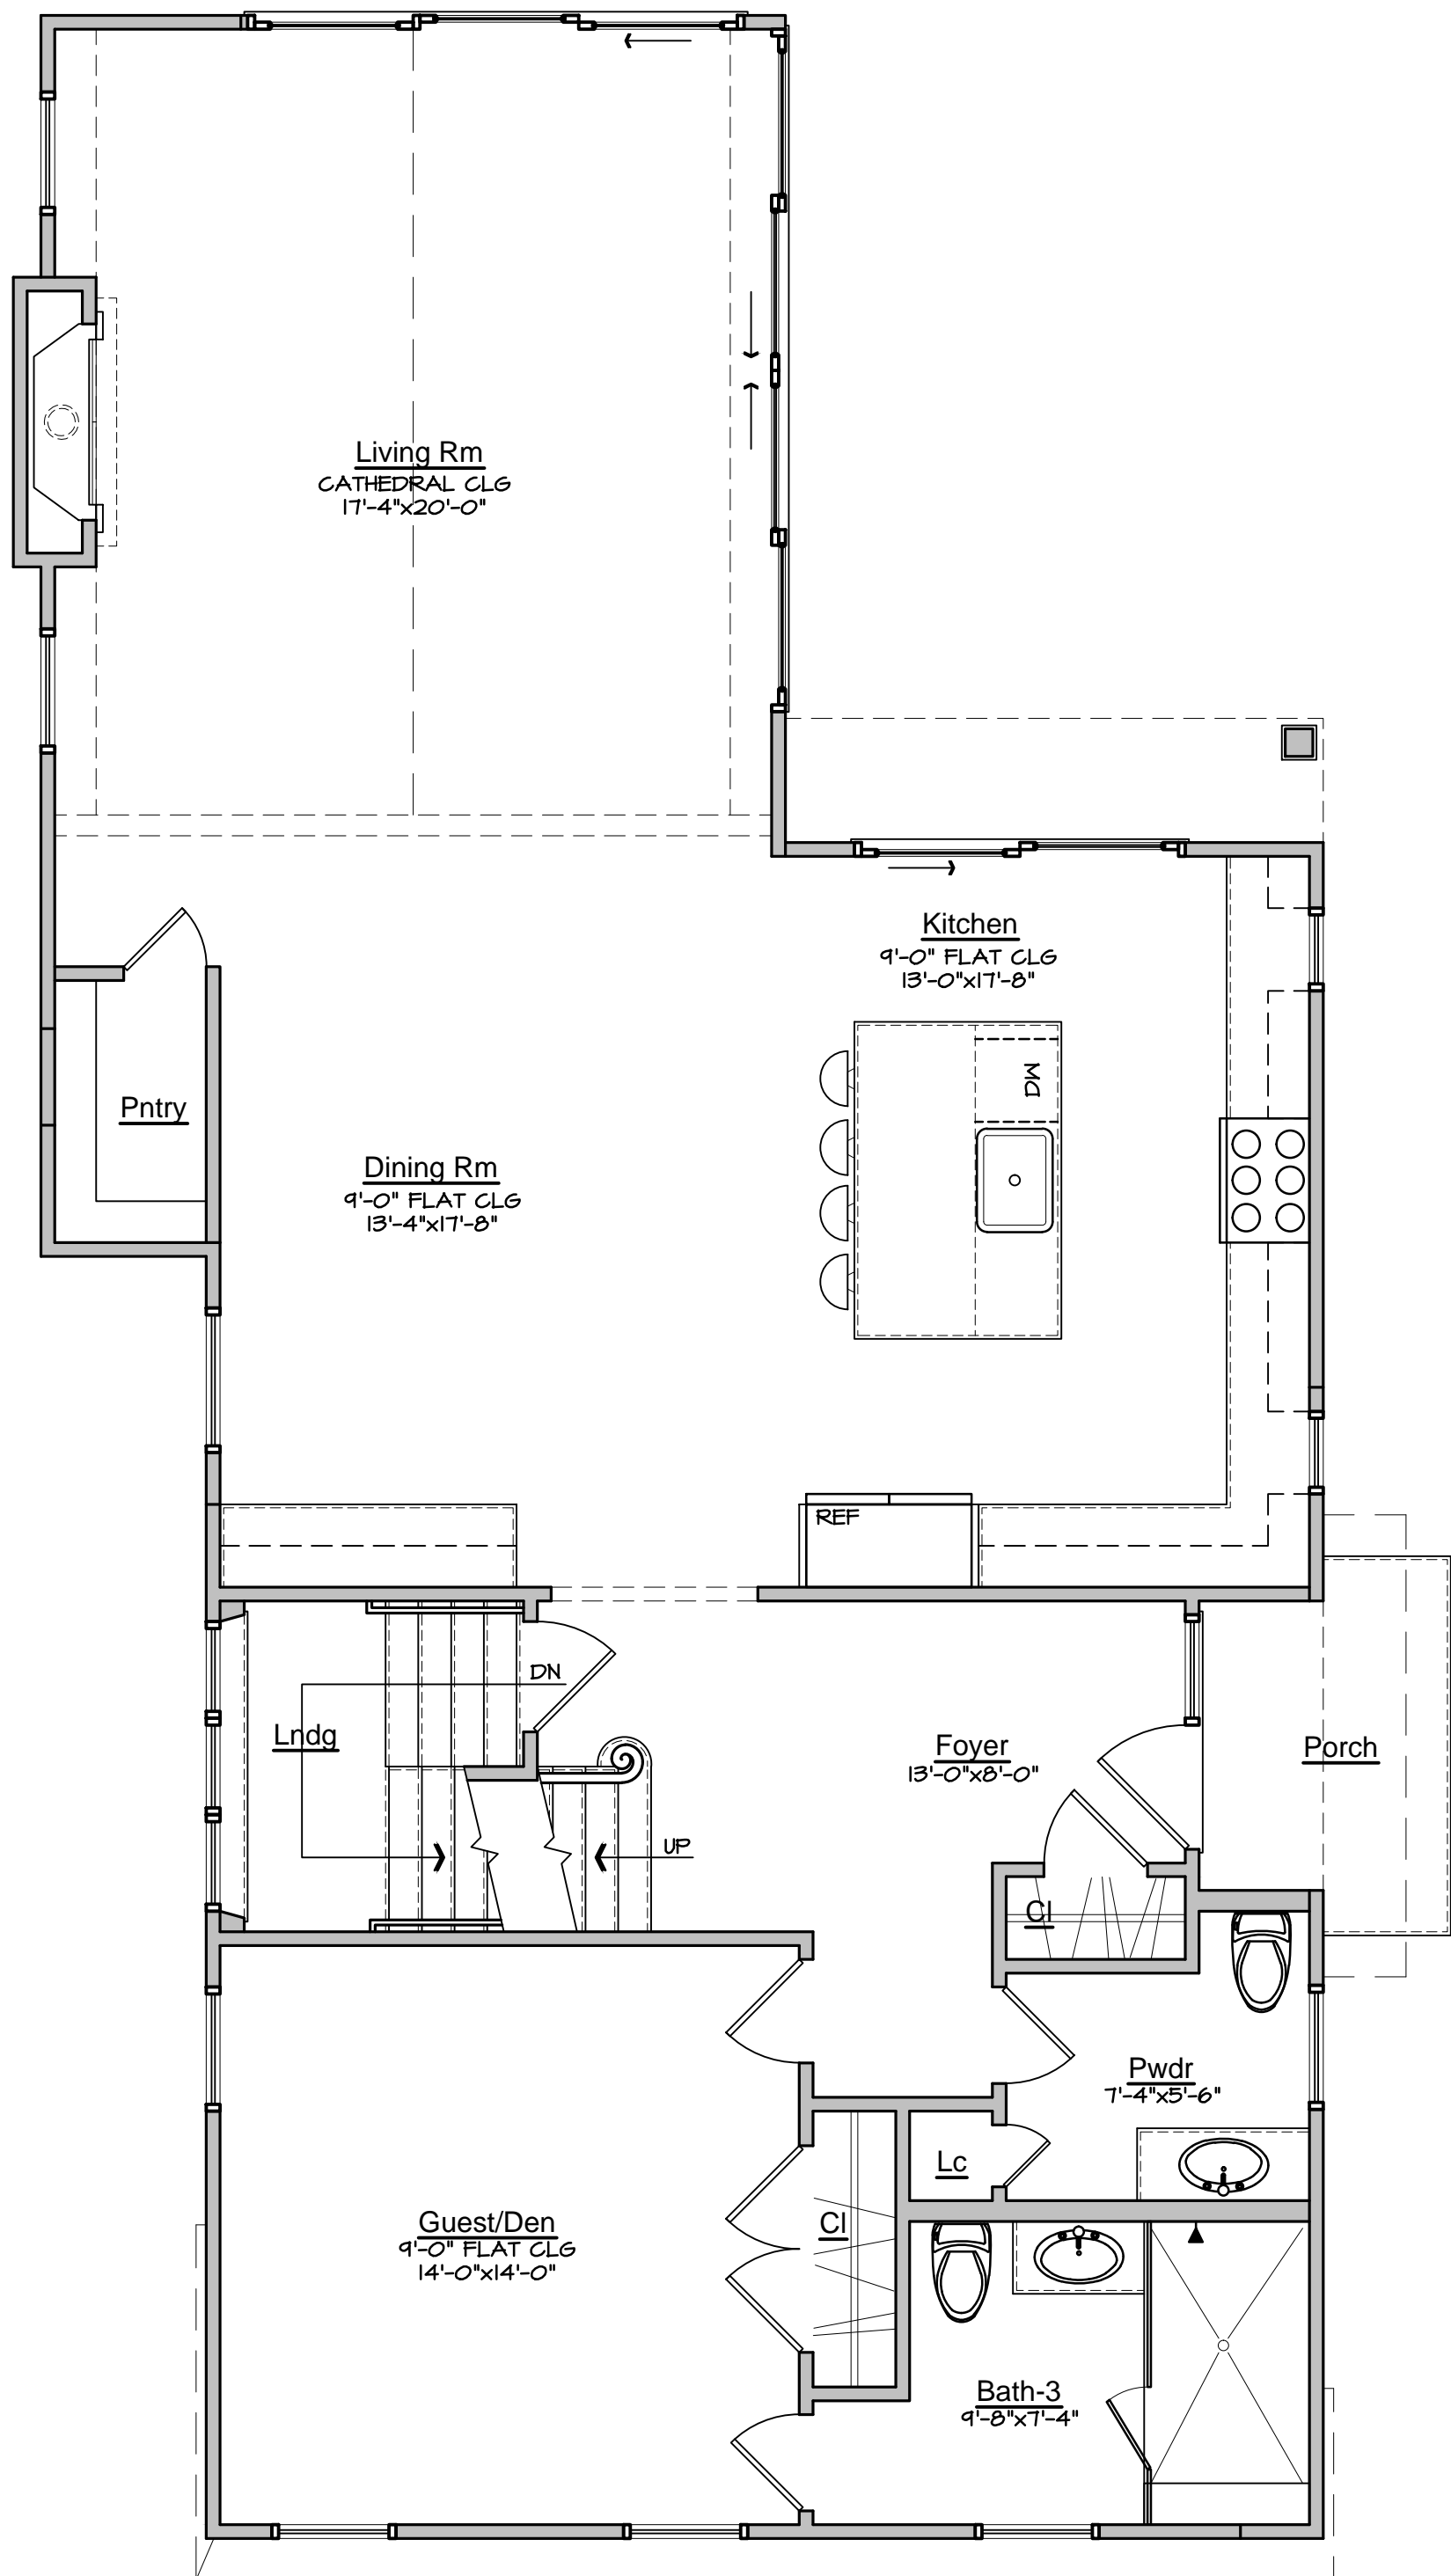 Living Rm
CATHEDRAL CLG
17'-4"x20'-0"
Kitchen
9'-0" FLAT CLG
13'-0"x17'-8"
DW
Pntry
Dining Rm
9'-0" FLAT CLG
13'-4"x17'-8"
REF
DN
Lndg
Foyer
13'-0"x8'-0"
Porch
UP
Cl
Pwdr
7'-4"x5'-6"
Lc
Guest/Den
9'-0" FLAT CLG
14'-0"x14'-0"
Cl
Bath-3
9'-8"x7'-4"